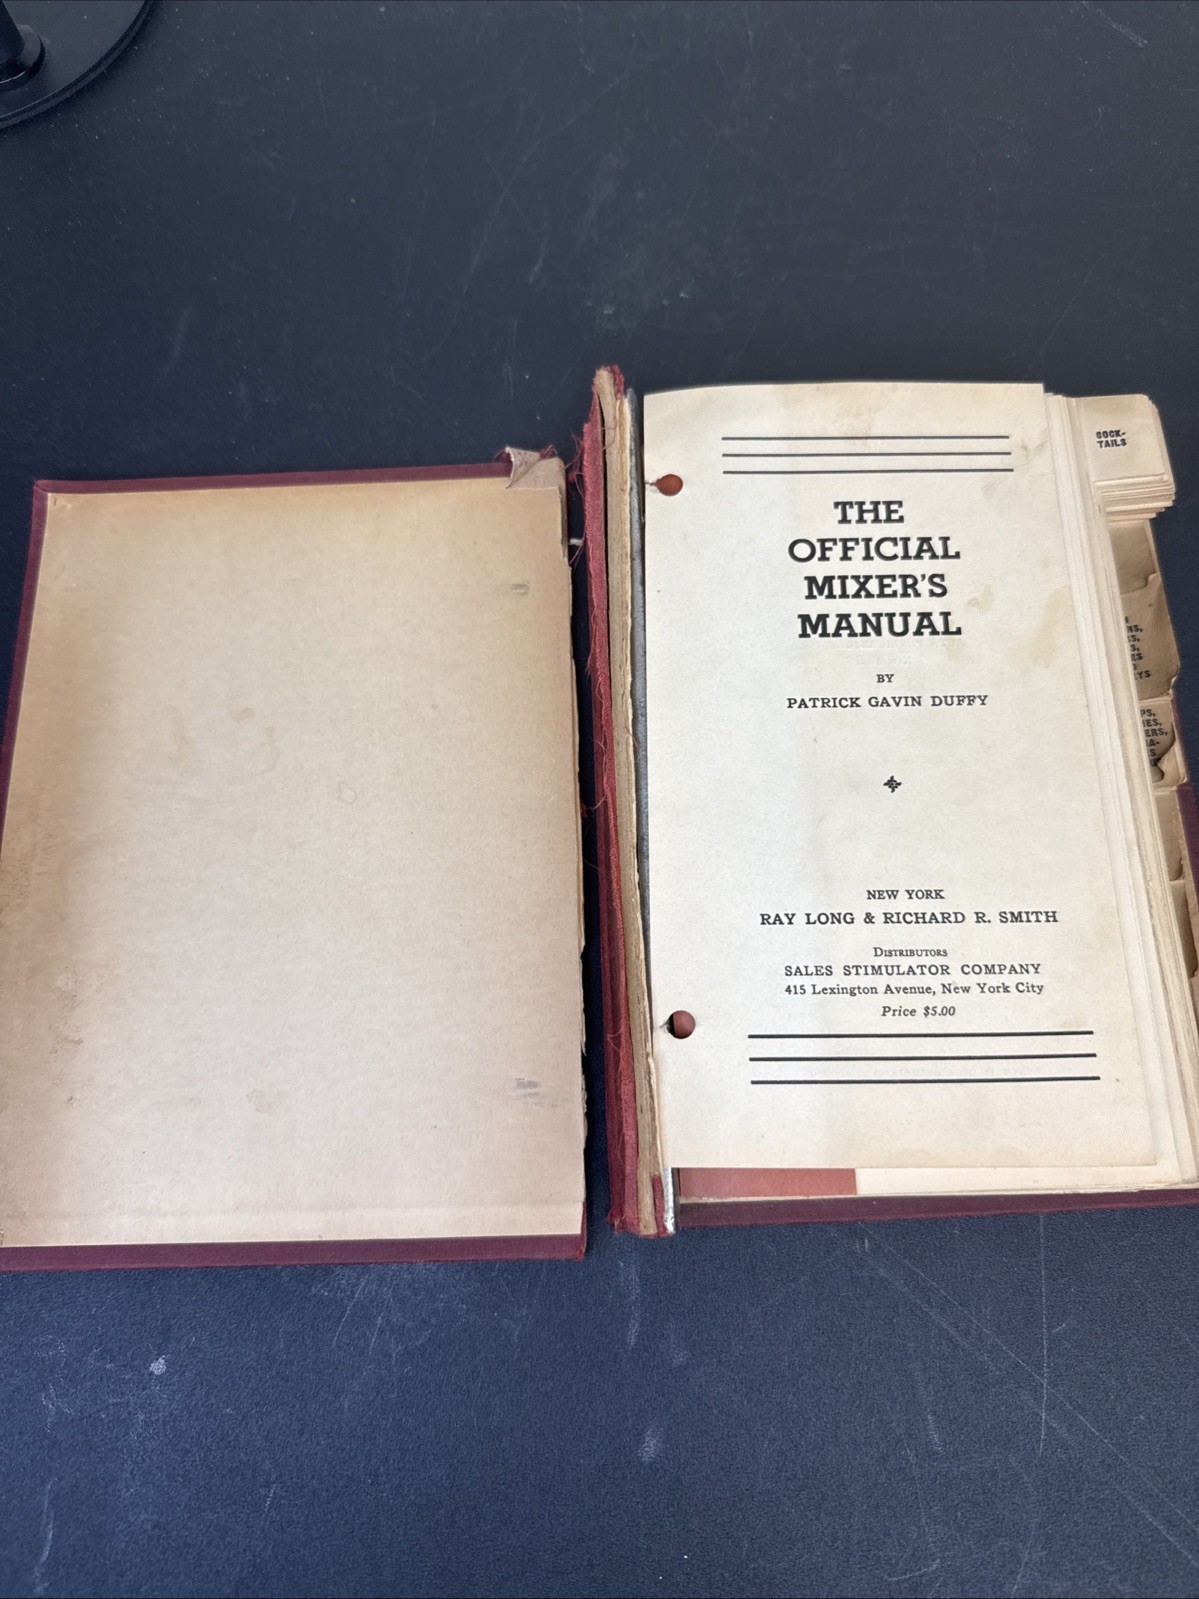 THE
OFFICIAL
MIXER'S
MANUAL
BY
PATRICK GAVIN DUFFY
NEW YORK
RAY LONG & RICHARD R. SMITH
DISTRIBUTORS
SALES STIMULATOR COMPANY
415 Lexington Avenue, New York City
Price $5.00
COCK-
TAILS